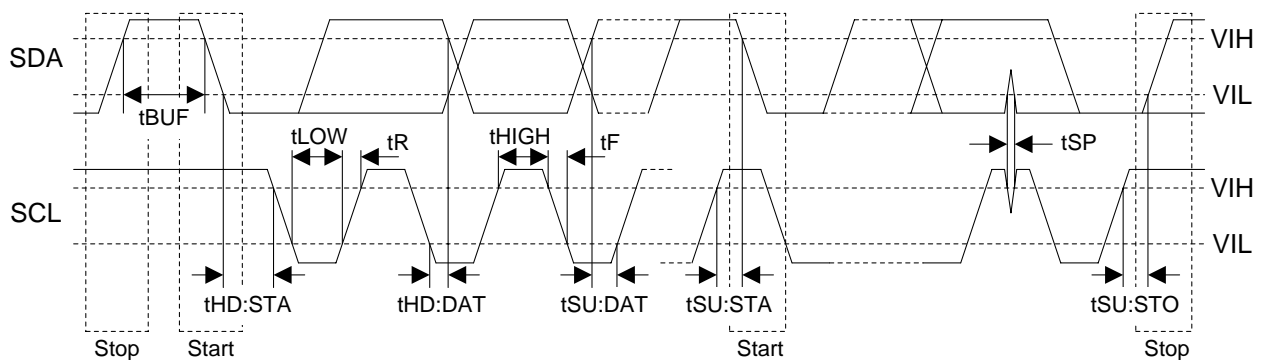 SDA
VIH
VIL
tBUF
tLOW
tR
tHIGH
tF
tSP
SCL
VIH
VIL
tHD:STA
tHD:DAT
tSU:DAT
tSU:STA
tSU:STO
Stop
Start
Start
Stop